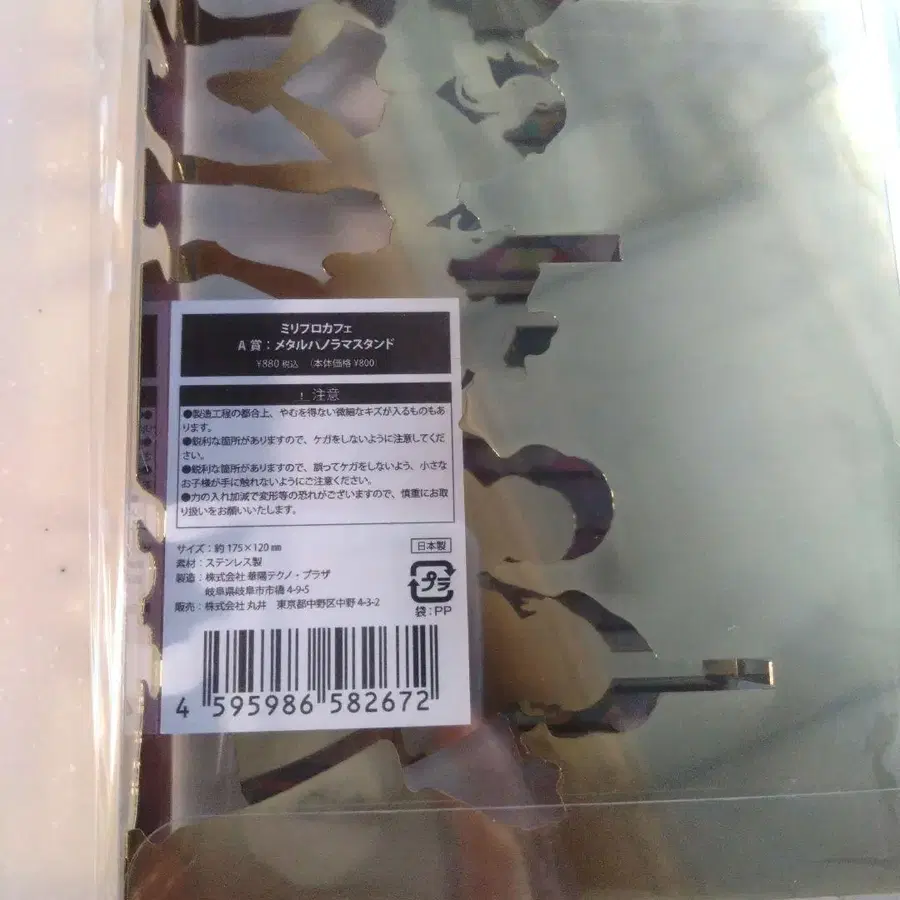 ミリフロカフェ
A 賞：メタルパノラマスタンド
¥880 税込 （本体価格 ¥800）
！注意
●製造工程の都合上、やむを得ない微細なキズが入るものもあ
ります。
●鋭利な箇所がありますので、ケガをしないように注意してくだ
さい。
●鋭利な箇所がありますので、誤ってケガをしないよう、小さな
お子様が手に触れないようにご注意ください。
●力の入れ加減で変形等の恐れがございますので、慎重にお取
り扱いをお願いいたします。
サイズ：約 175×120 ㎜
日本製
素材：ステンレス製
製造：株式会社 華陽テクノ・プラザ
岐阜県岐阜市市橋 4-9-5
プラ
袋：PP
販売：株式会社 丸井 東京都中野区中野 4-3-2
4 595986 582672